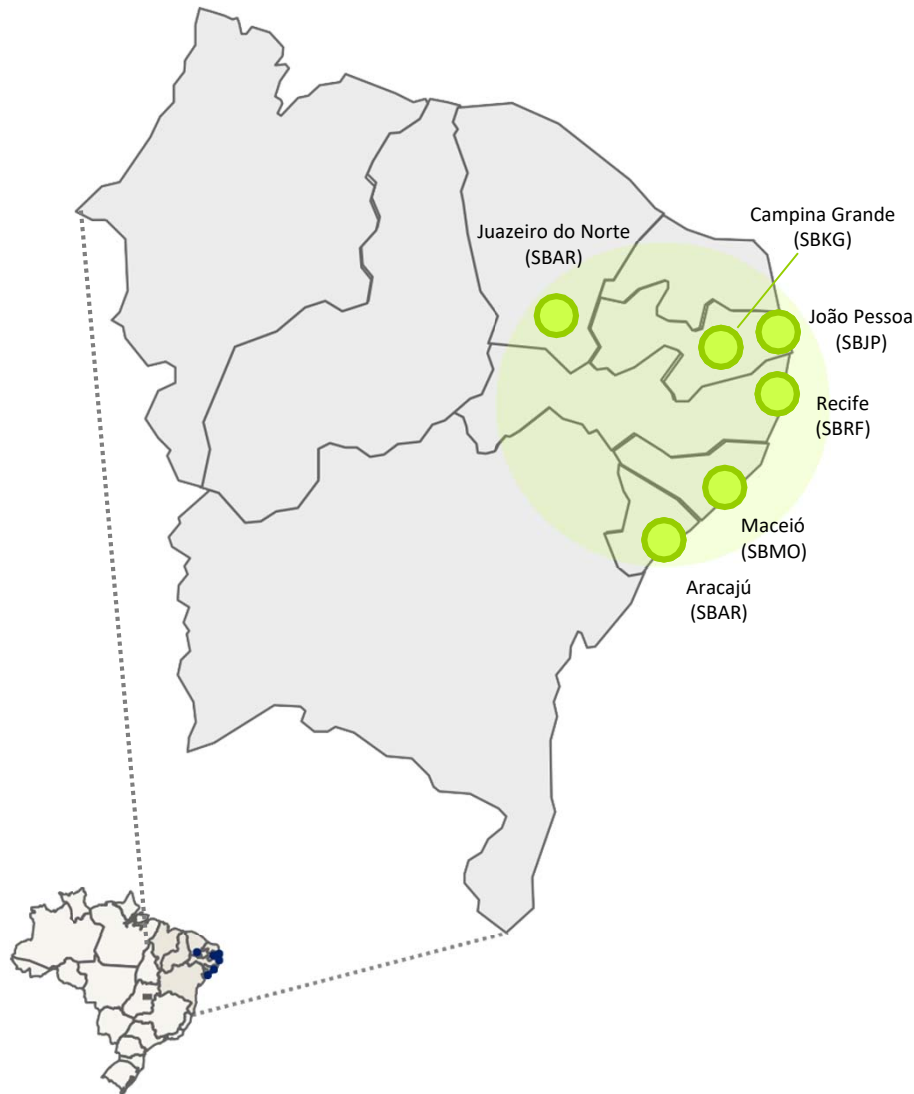 Juazeiro do Norte
(SBAR)
Campina Grande
(SBKG)
João Pessoa
(SBJP)
Recife
(SBRF)
Maceió
(SBMO)
Aracajú
(SBAR)